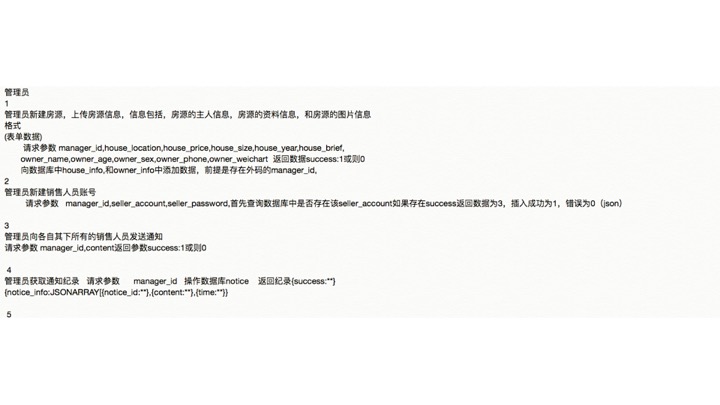 管理员
1
管理员新建房源，上传房源信息，信息包括，房源的主人信息，房源的资料信息，和房源的图片信息
格式
(表单数据)
请求参数 manager_id,house_location,house_price,house_size,house_year,house_brief,
owner_name,owner_age,owner_sex,owner_phone,owner_weichart 返回数据success:1或则0
向数据库中house_info,和owner_info中添加数据，前提是存在外码的manager_id,
2
管理员新建销售人员账号
请求参数 manager_id,seller_account,seller_password,首先查询数据库中是否存在该seller_account如果存在success返回数据为3，插入成功为1，错误为0（json）
3
管理员向各自其下所有的销售人员发送通知
请求参数 manager_id,content返回参数success:1或则0
4
管理员获取通知纪录 请求参数 manager_id 操作数据库notice 返回纪录{success:**}
{notice_info:JSONARRAY[{notice_id:**},{content:**},{time:**}}
5